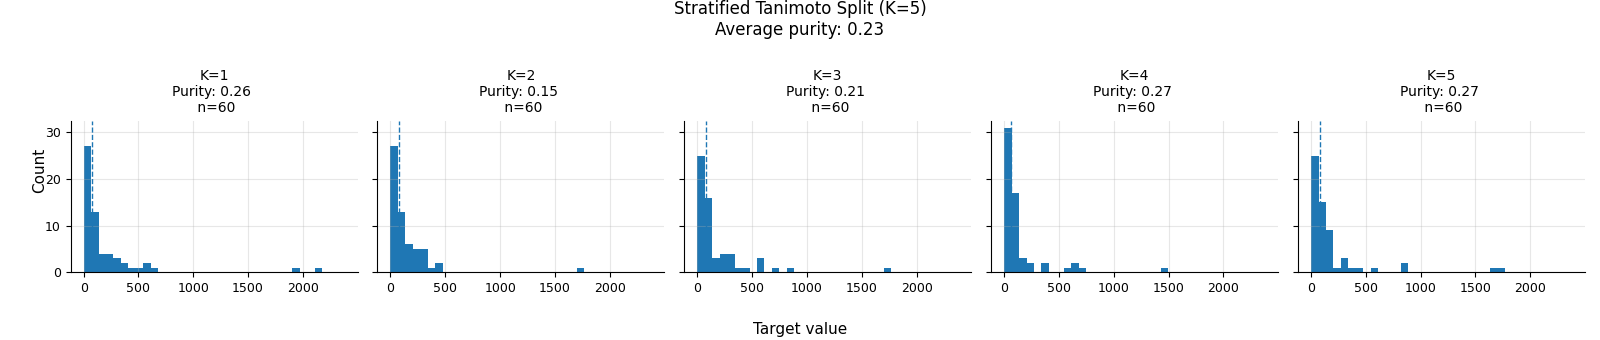 Stratified Tanimoto Split (K=5)
Average purity: 0.23
K=1
Purity: 0.26
n=60
K=2
Purity: 0.15
n=60
K=3
Purity: 0.21
n=60
K=4
Purity: 0.27
n=60
K=5
Purity: 0.27
n=60
Count
30
20
10
0
0 500 1000 1500 2000
0 500 1000 1500 2000
0 500 1000 1500 2000
0 500 1000 1500 2000
0 500 1000 1500 2000
Target value